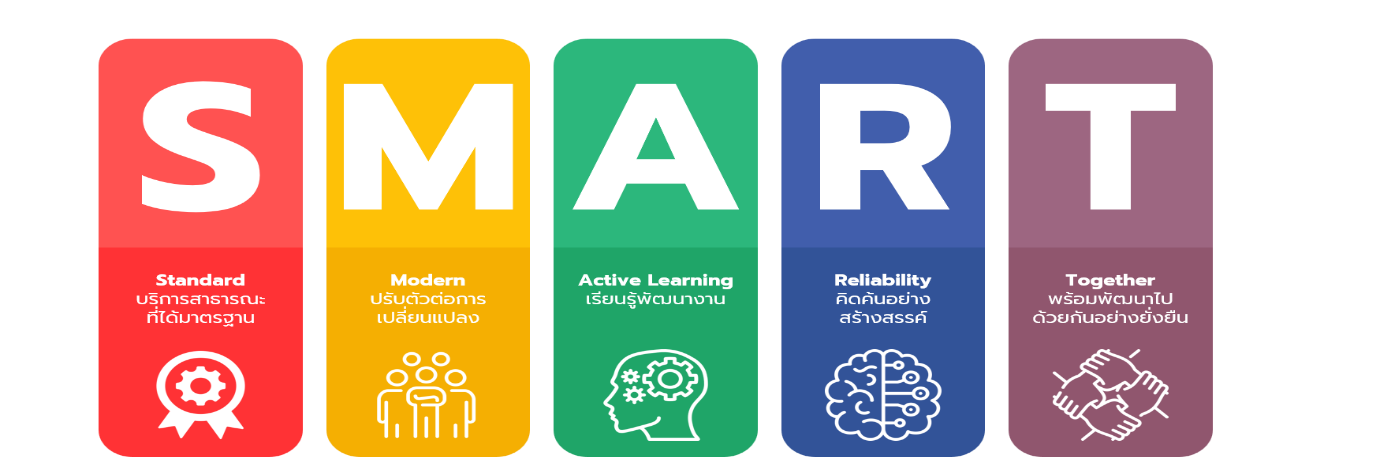 S
M
A
R
T
Standard
บริการสาธารณะ
ที่ได้มาตรฐาน
Modern
ปรับตัวต่อการ
เปลี่ยนแปลง
Active Learning
เรียนรู้พัฒนางาน
Reliability
คิดค้นอย่าง
สร้างสรรค์
Together
พร้อมพัฒนาไป
ด้วยกันอย่างยั่งยืน